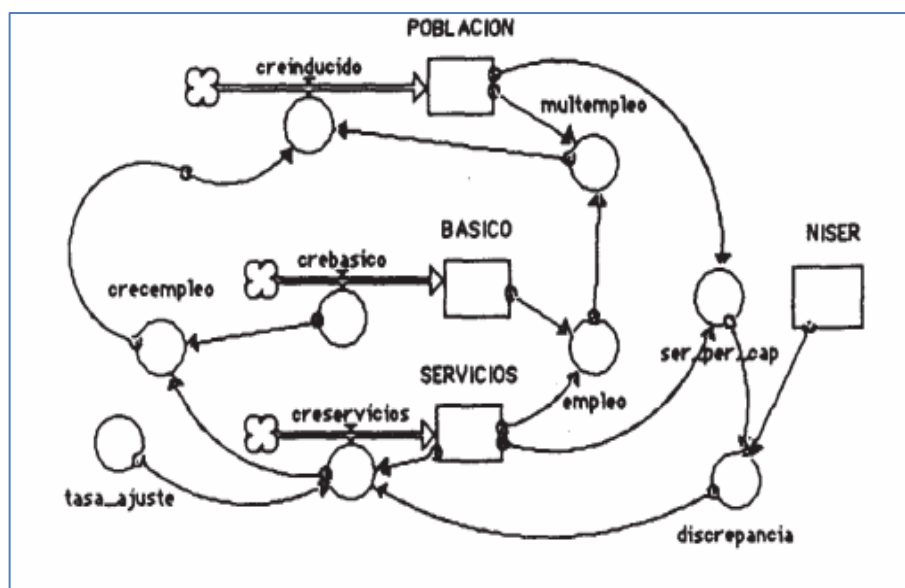 POBLACION
creinducido
multempleo
BASICO
NISER
crebasico
crecempleo
ser_per_cap
SERVICIOS
empleo
creservicios
tasa_ajuste
discrepancia